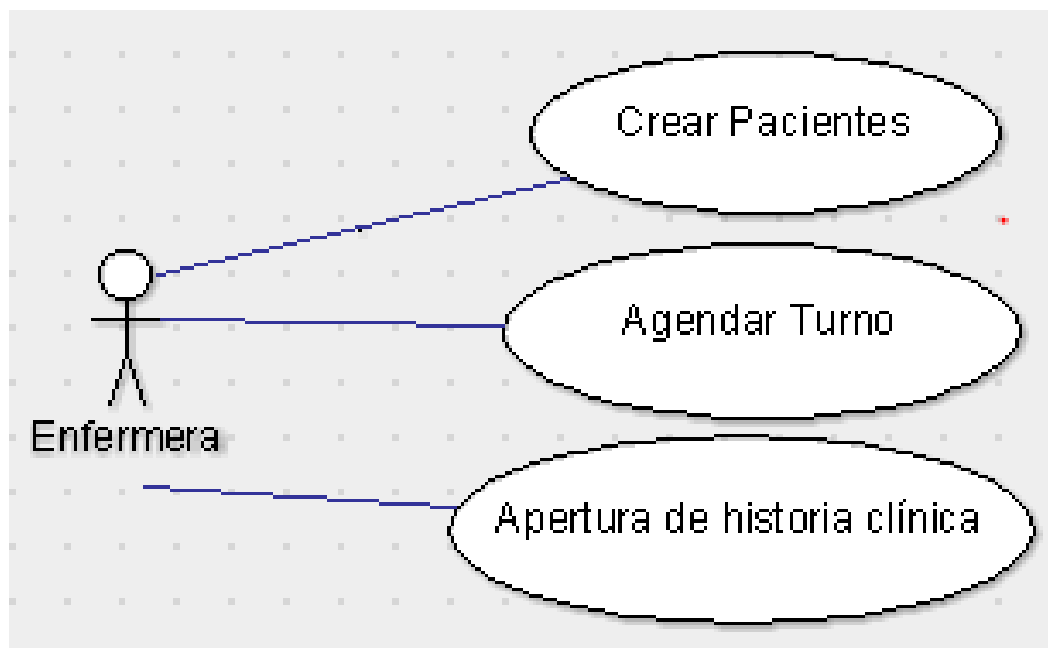 Crear Pacientes
Agendar Turno
Enfermera
Apertura de historia clínica